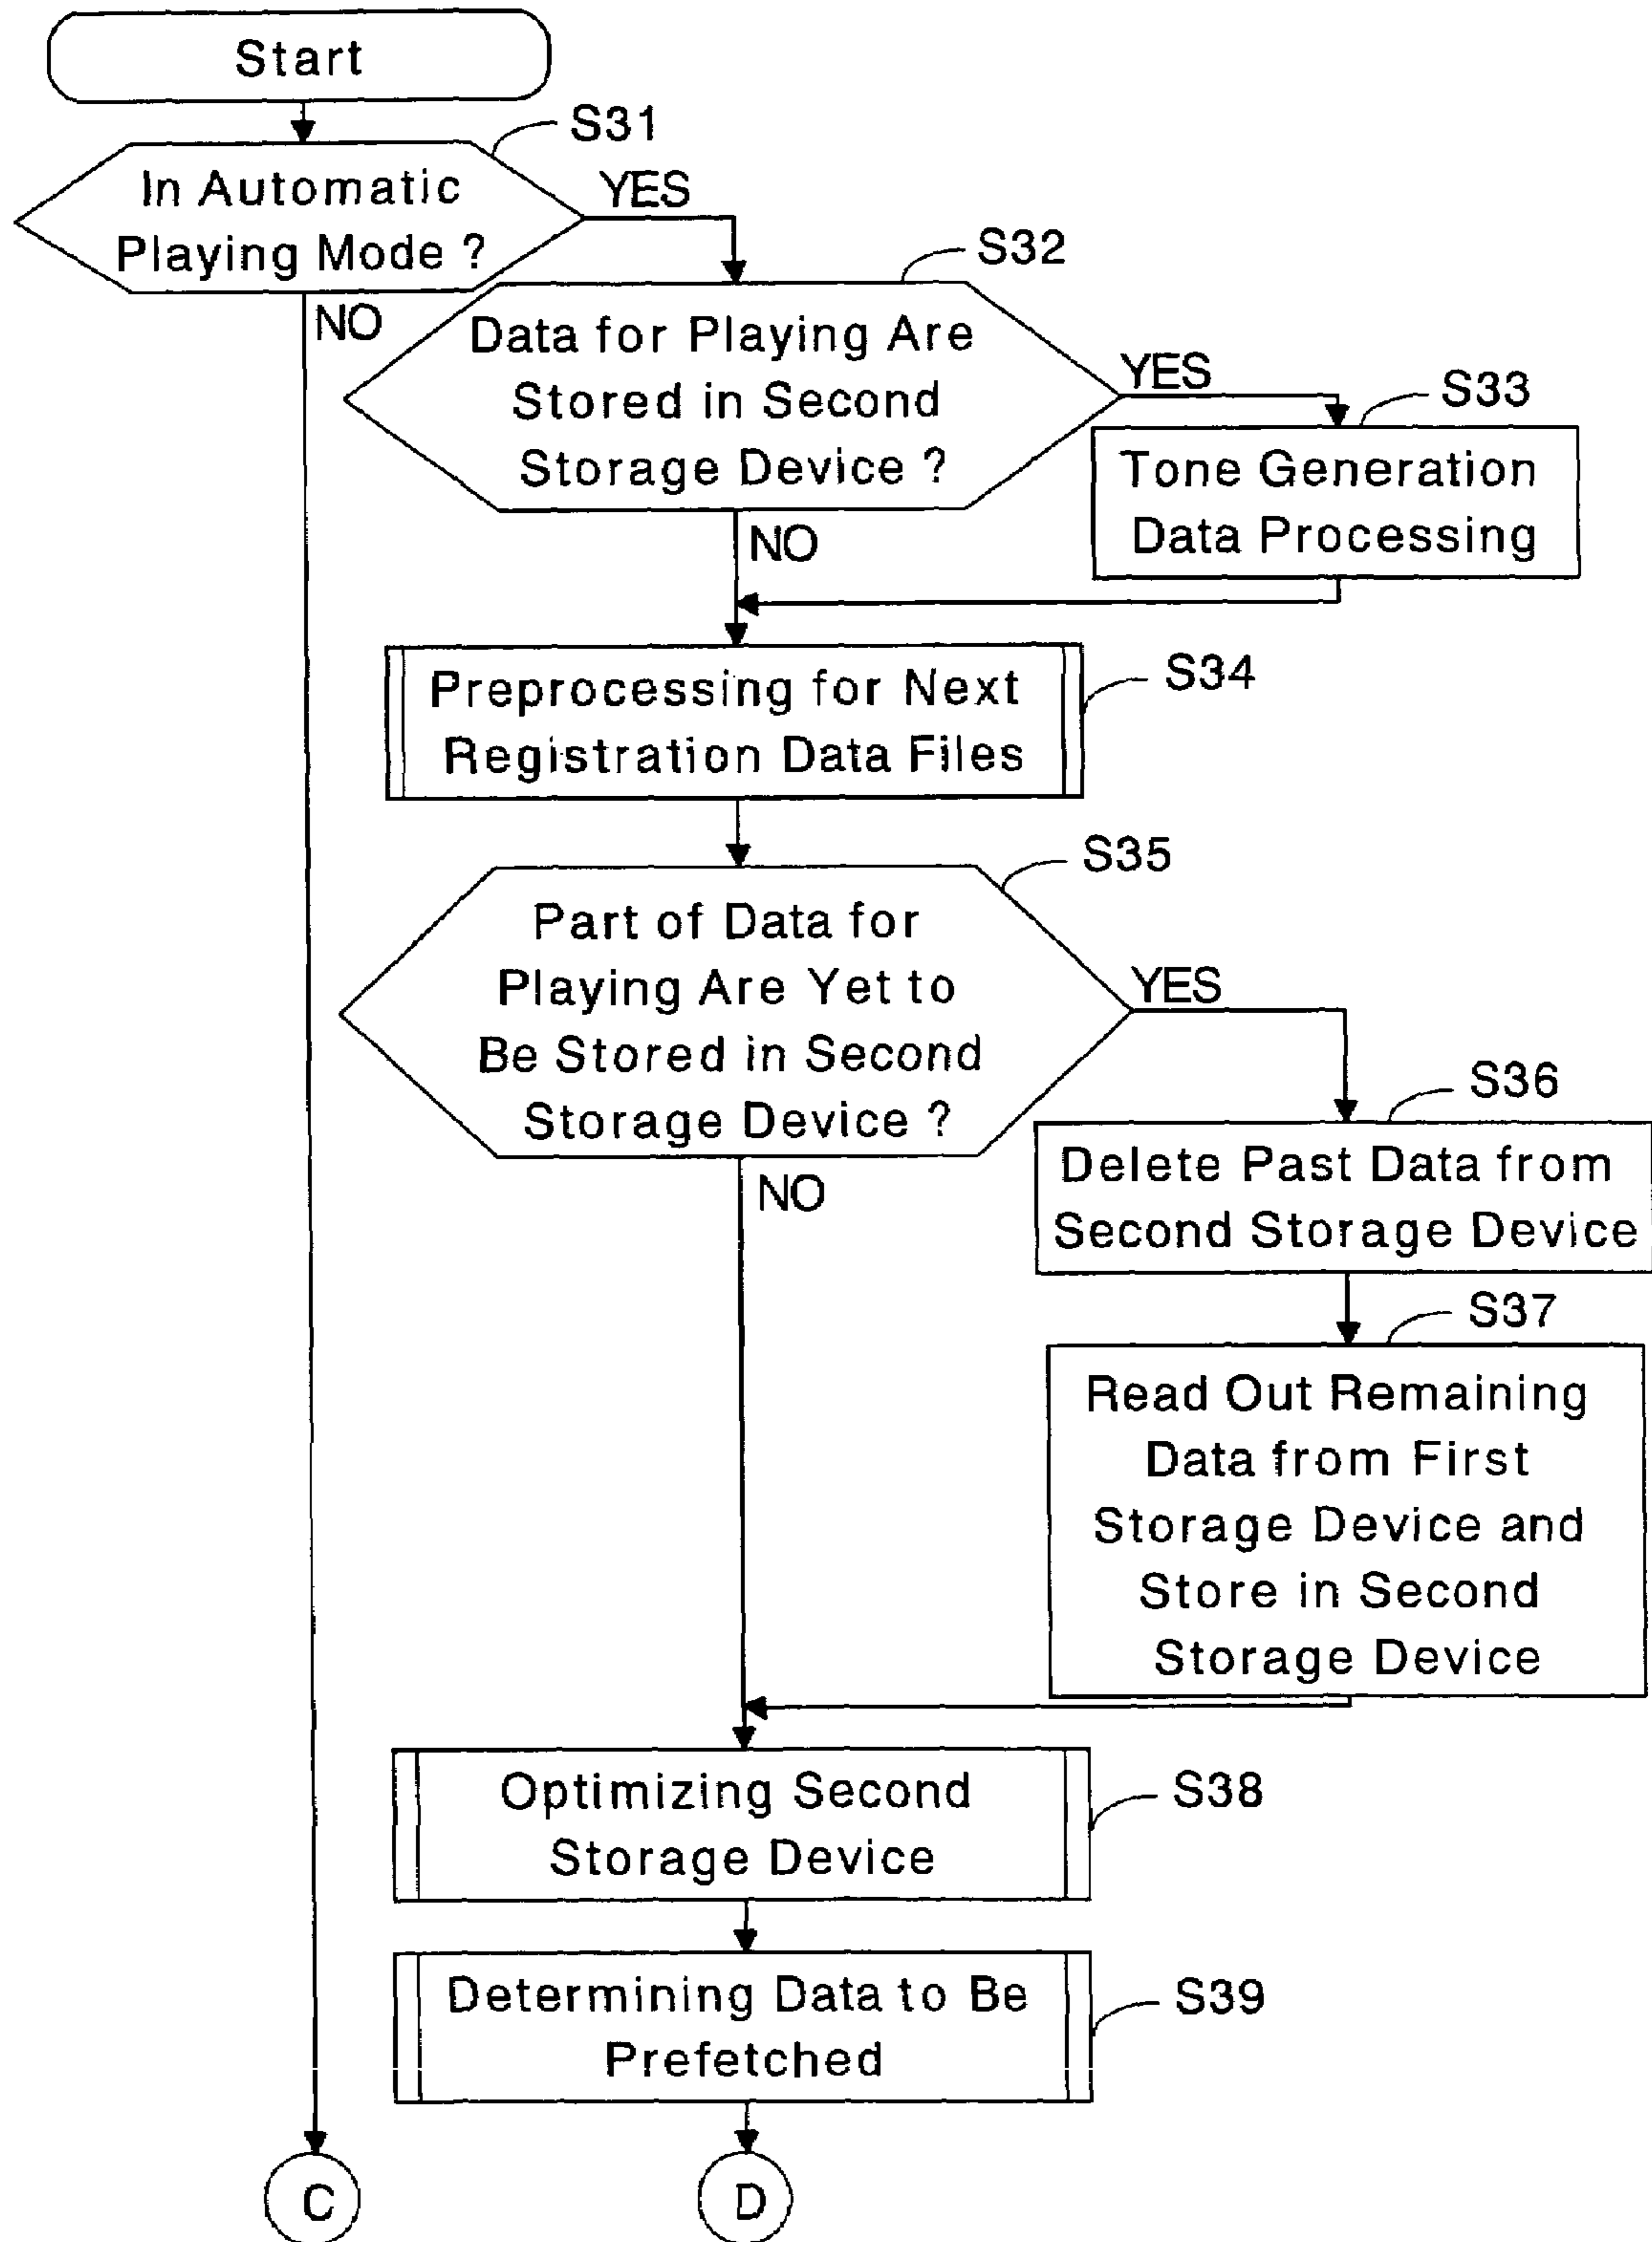 Start
S31
In Automatic
Playing Mode ?
YES
NO
S32
Data for Playing Are
Stored in Second
Storage Device ?
YES
NO
S33
Tone Generation
Data Processing
S34
Preprocessing for Next
Registration Data Files
S35
Part of Data for
Playing Are Yet to
Be Stored in Second
Storage Device ?
YES
NO
S36
Delete Past Data from
Second Storage Device
S37
Read Out Remaining
Data from First
Storage Device and
Store in Second
Storage Device
S38
Optimizing Second
Storage Device
S39
Determining Data to Be
Prefetched
C
D